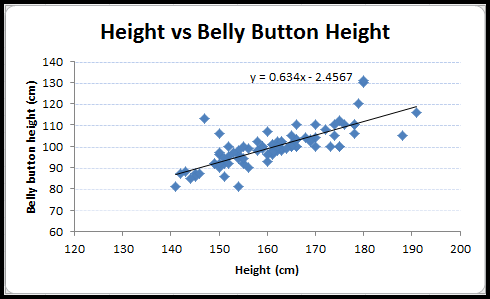 Height vs Belly Button Height
y = 0.634x - 2.4567
Belly button height (cm)
140
130
120
110
100
90
80
70
60
120 130 140 150 160 170 180 190 200
Height (cm)